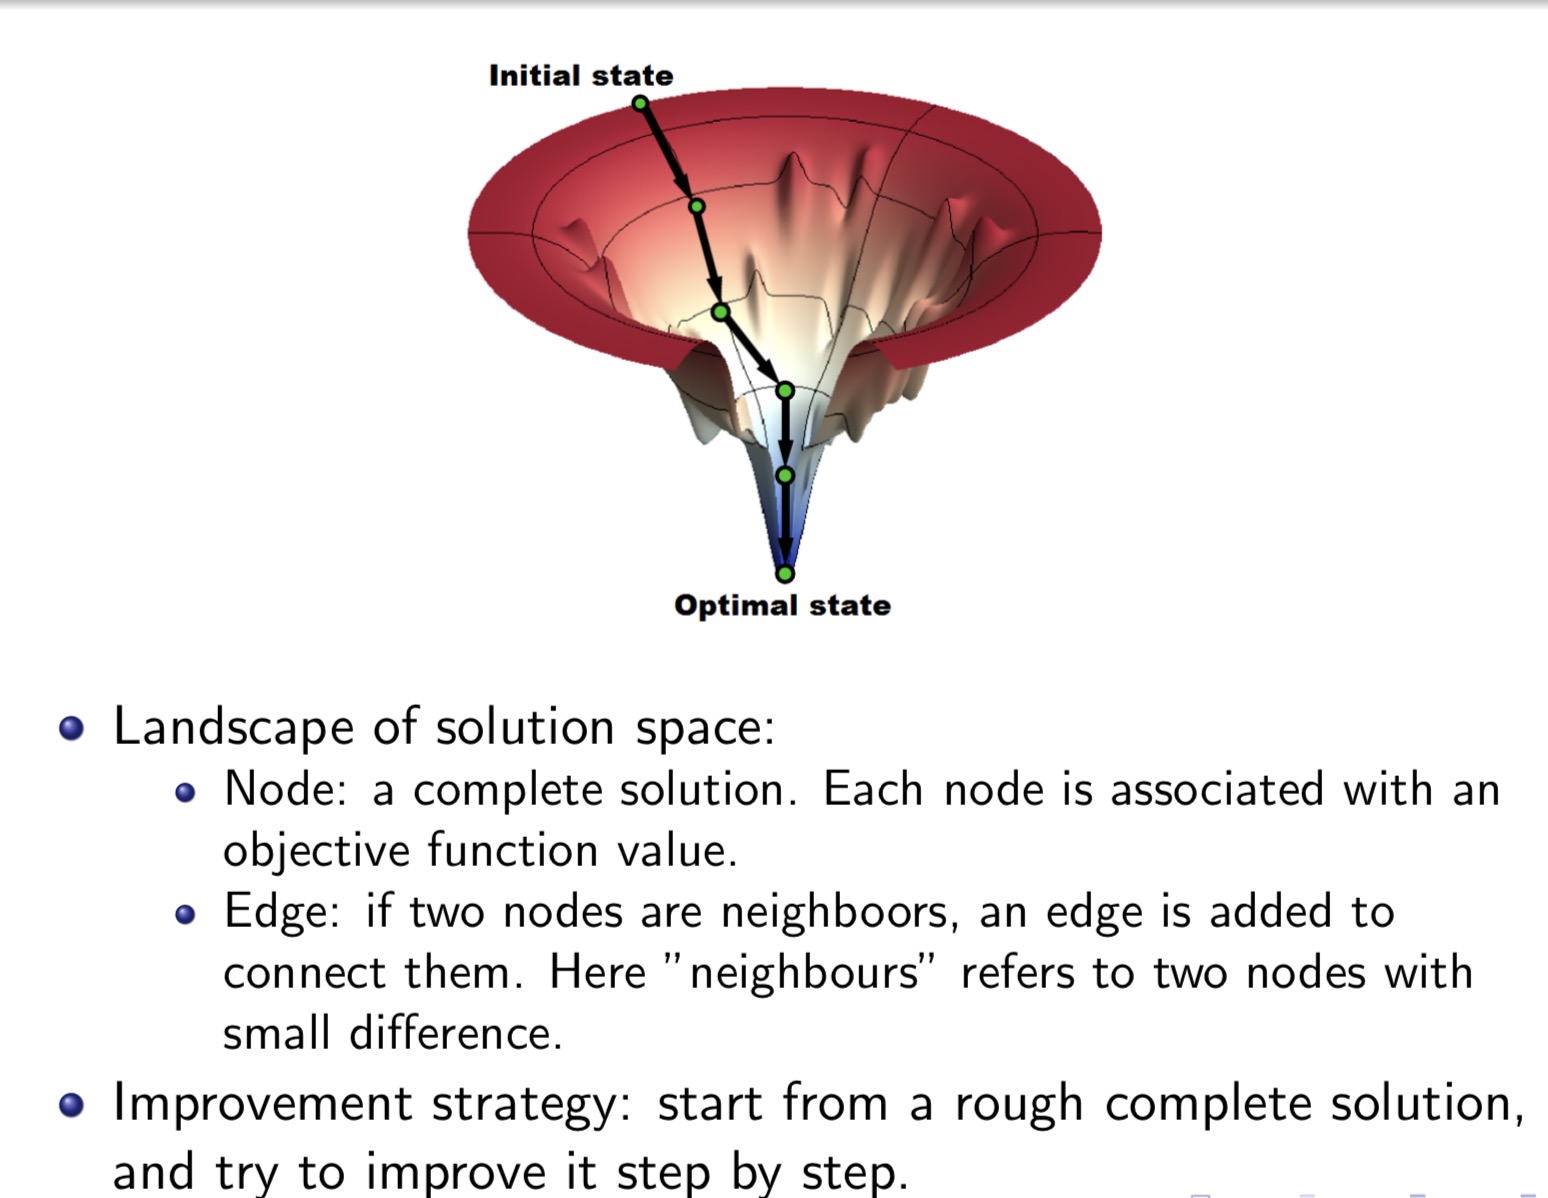 Initial state
Optimal state
Landscape of solution space:
Node: a complete solution. Each node is associated with an
objective function value.
Edge: if two nodes are neighboors, an edge is added to
connect them. Here ”neighbours” refers to two nodes with
small difference.
Improvement strategy: start from a rough complete solution,
and try to improve it step by step.